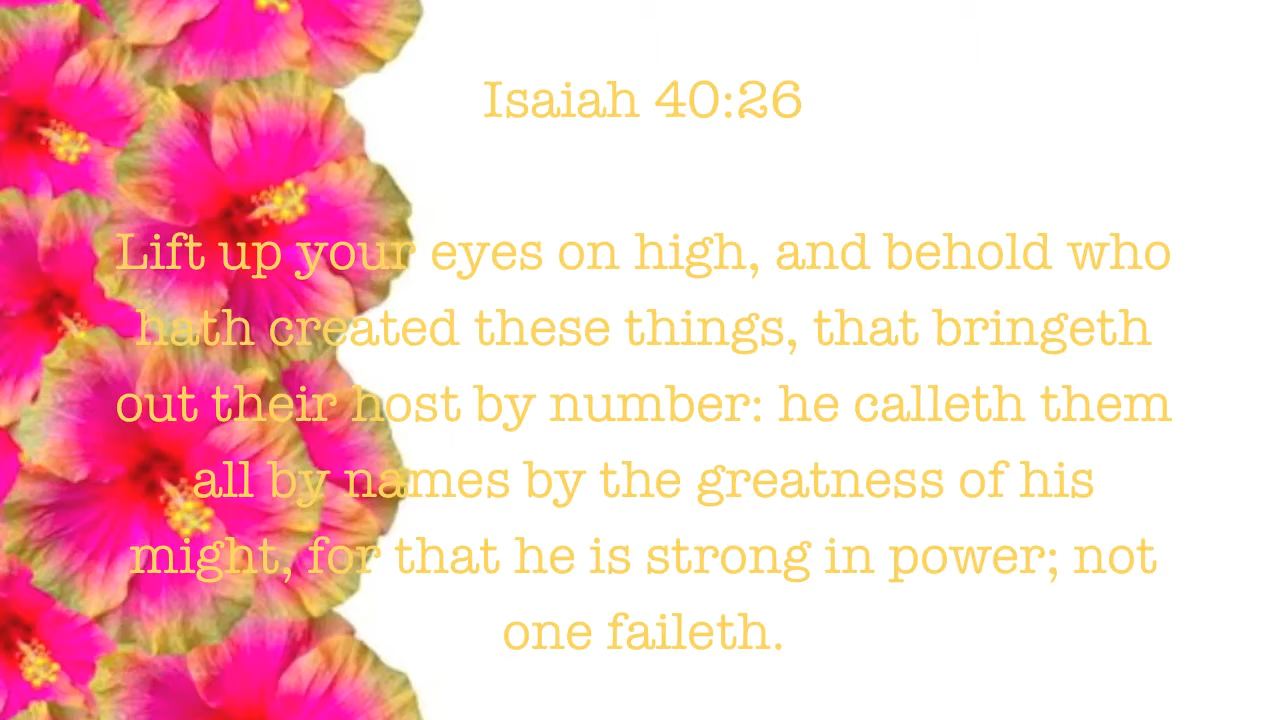 Isaiah 40:26
Lift up your eyes on high, and behold who
hath created these things, that bringeth
out their host by number: he calleth them
all by names by the greatness of his
might, for that he is strong in power; not
one faileth.